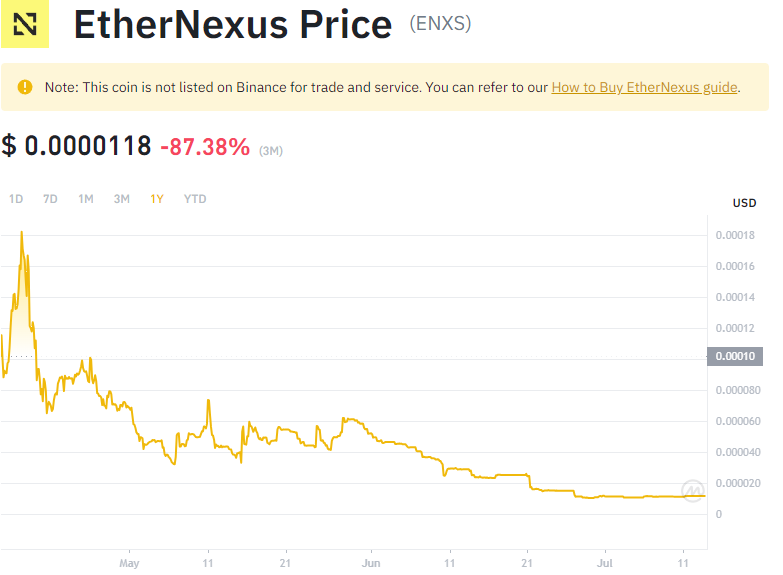 EtherNexus Price (ENXS)
Note: This coin is not listed on Binance for trade and service. You can refer to our How to Buy EtherNexus guide.
$ 0.0000118 -87.38% (3M)
1D 7D 1M 3M 1Y YTD
USD
0.00018
0.00016
0.00014
0.00012
0.00010
0.000080
0.000060
0.000040
0.000020
0
May 11 21 Jun 11 21 Jul 11